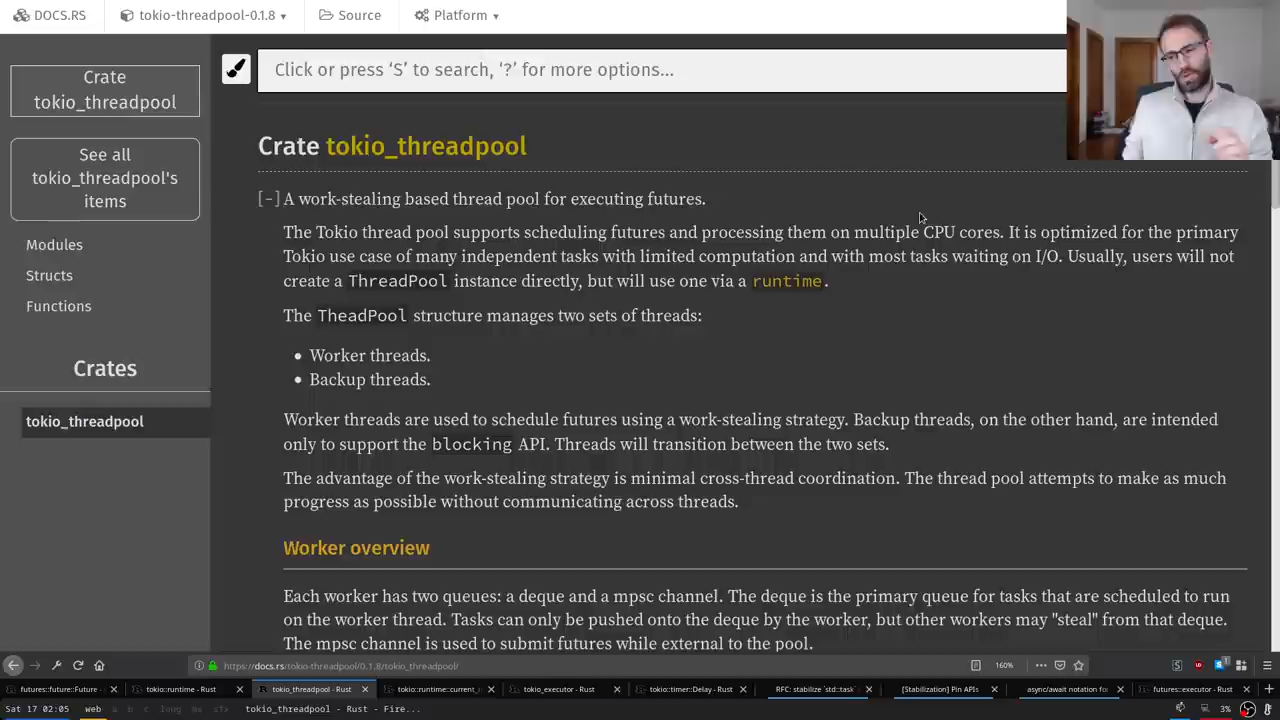 DOCS.RS
tokio-threadpool-0.1.8
Source
Platform
Crate
tokio_threadpool
See all
tokio_threadpool's
items
Modules
Structs
Functions
Crates
tokio_threadpool
Click or press ‘S’ to search, ‘?’ for more options...
Crate tokio_threadpool
[-] A work-stealing based thread pool for executing futures.
The Tokio thread pool supports scheduling futures and processing them on multiple CPU cores. It is optimized for the primary
Tokio use case of many independent tasks with limited computation and with most tasks waiting on I/O. Usually, users will not
create a ThreadPool instance directly, but will use one via a runtime.
The TheadPool structure manages two sets of threads:
• Worker threads.
• Backup threads.
Worker threads are used to schedule futures using a work-stealing strategy. Backup threads, on the other hand, are intended
only to support the blocking API. Threads will transition between the two sets.
The advantage of the work-stealing strategy is minimal cross-thread coordination. The thread pool attempts to make as much
progress as possible without communicating across threads.
Worker overview
Each worker has two queues: a deque and a mpsc channel. The deque is the primary queue for tasks that are scheduled to run
on the worker thread. Tasks can only be pushed onto the deque by the worker, but other workers may "steal" from that deque.
The mpsc channel is used to submit futures while external to the pool.
https://docs.rs/tokio-threadpool/0.1.8/tokio_threadpool/
160%
futures::future::Future -
tokio::runtime - Rust
tokio_threadpool - Rust
tokio::runtime::current_
tokio_executor - Rust
tokio::timer::Delay - Rust
RFC: stabilize `std::task`
[Stabilization] Pin APIs
async/await notation for
futures::executor - Rust
Sat 17 02:05
web
tokio_threadpool - Rust - Fire...
3%